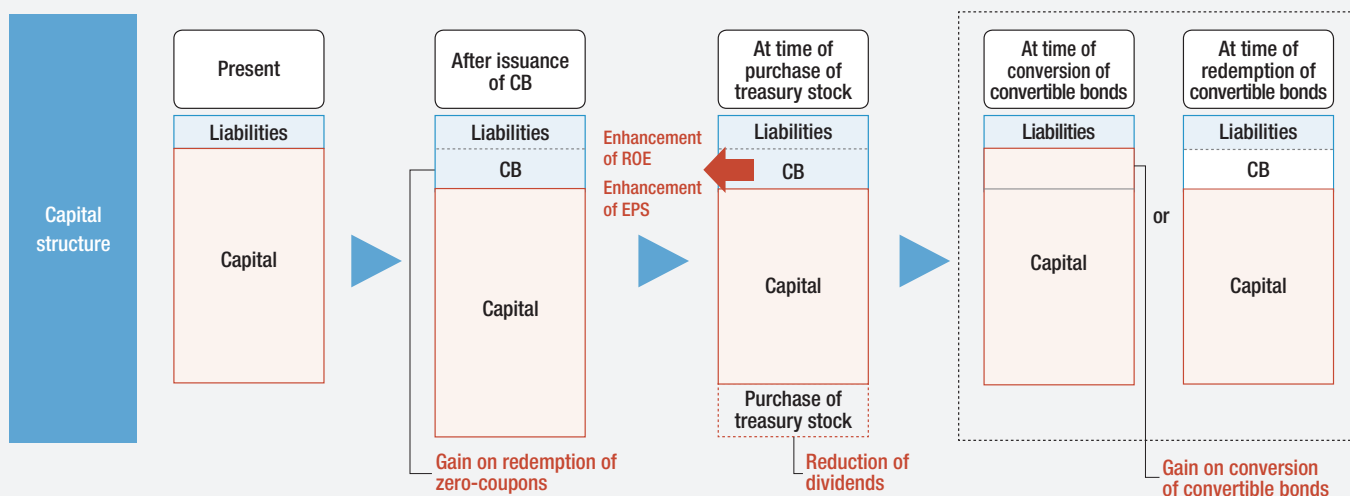 Capital
structure
Present
Liabilities
Capital
After issuance
of CB
Liabilities
CB
Capital
Gain on redemption of
zero-coupons
Enhancement
of ROE
Enhancement
of EPS
At time of
purchase of
treasury stock
Liabilities
CB
Capital
Purchase of
treasury stock
Reduction of
dividends
At time of
conversion of
convertible bonds
Liabilities
Capital
or
Gain on conversion
of convertible bonds
At time of
redemption of
convertible bonds
Liabilities
CB
Capital